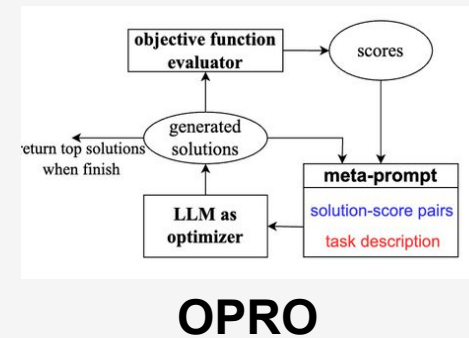 objective function
evaluator
scores
generated
solutions
eturn top solutions
when finish
meta-prompt
solution-score pairs
task description
LLM as
optimizer
OPRO